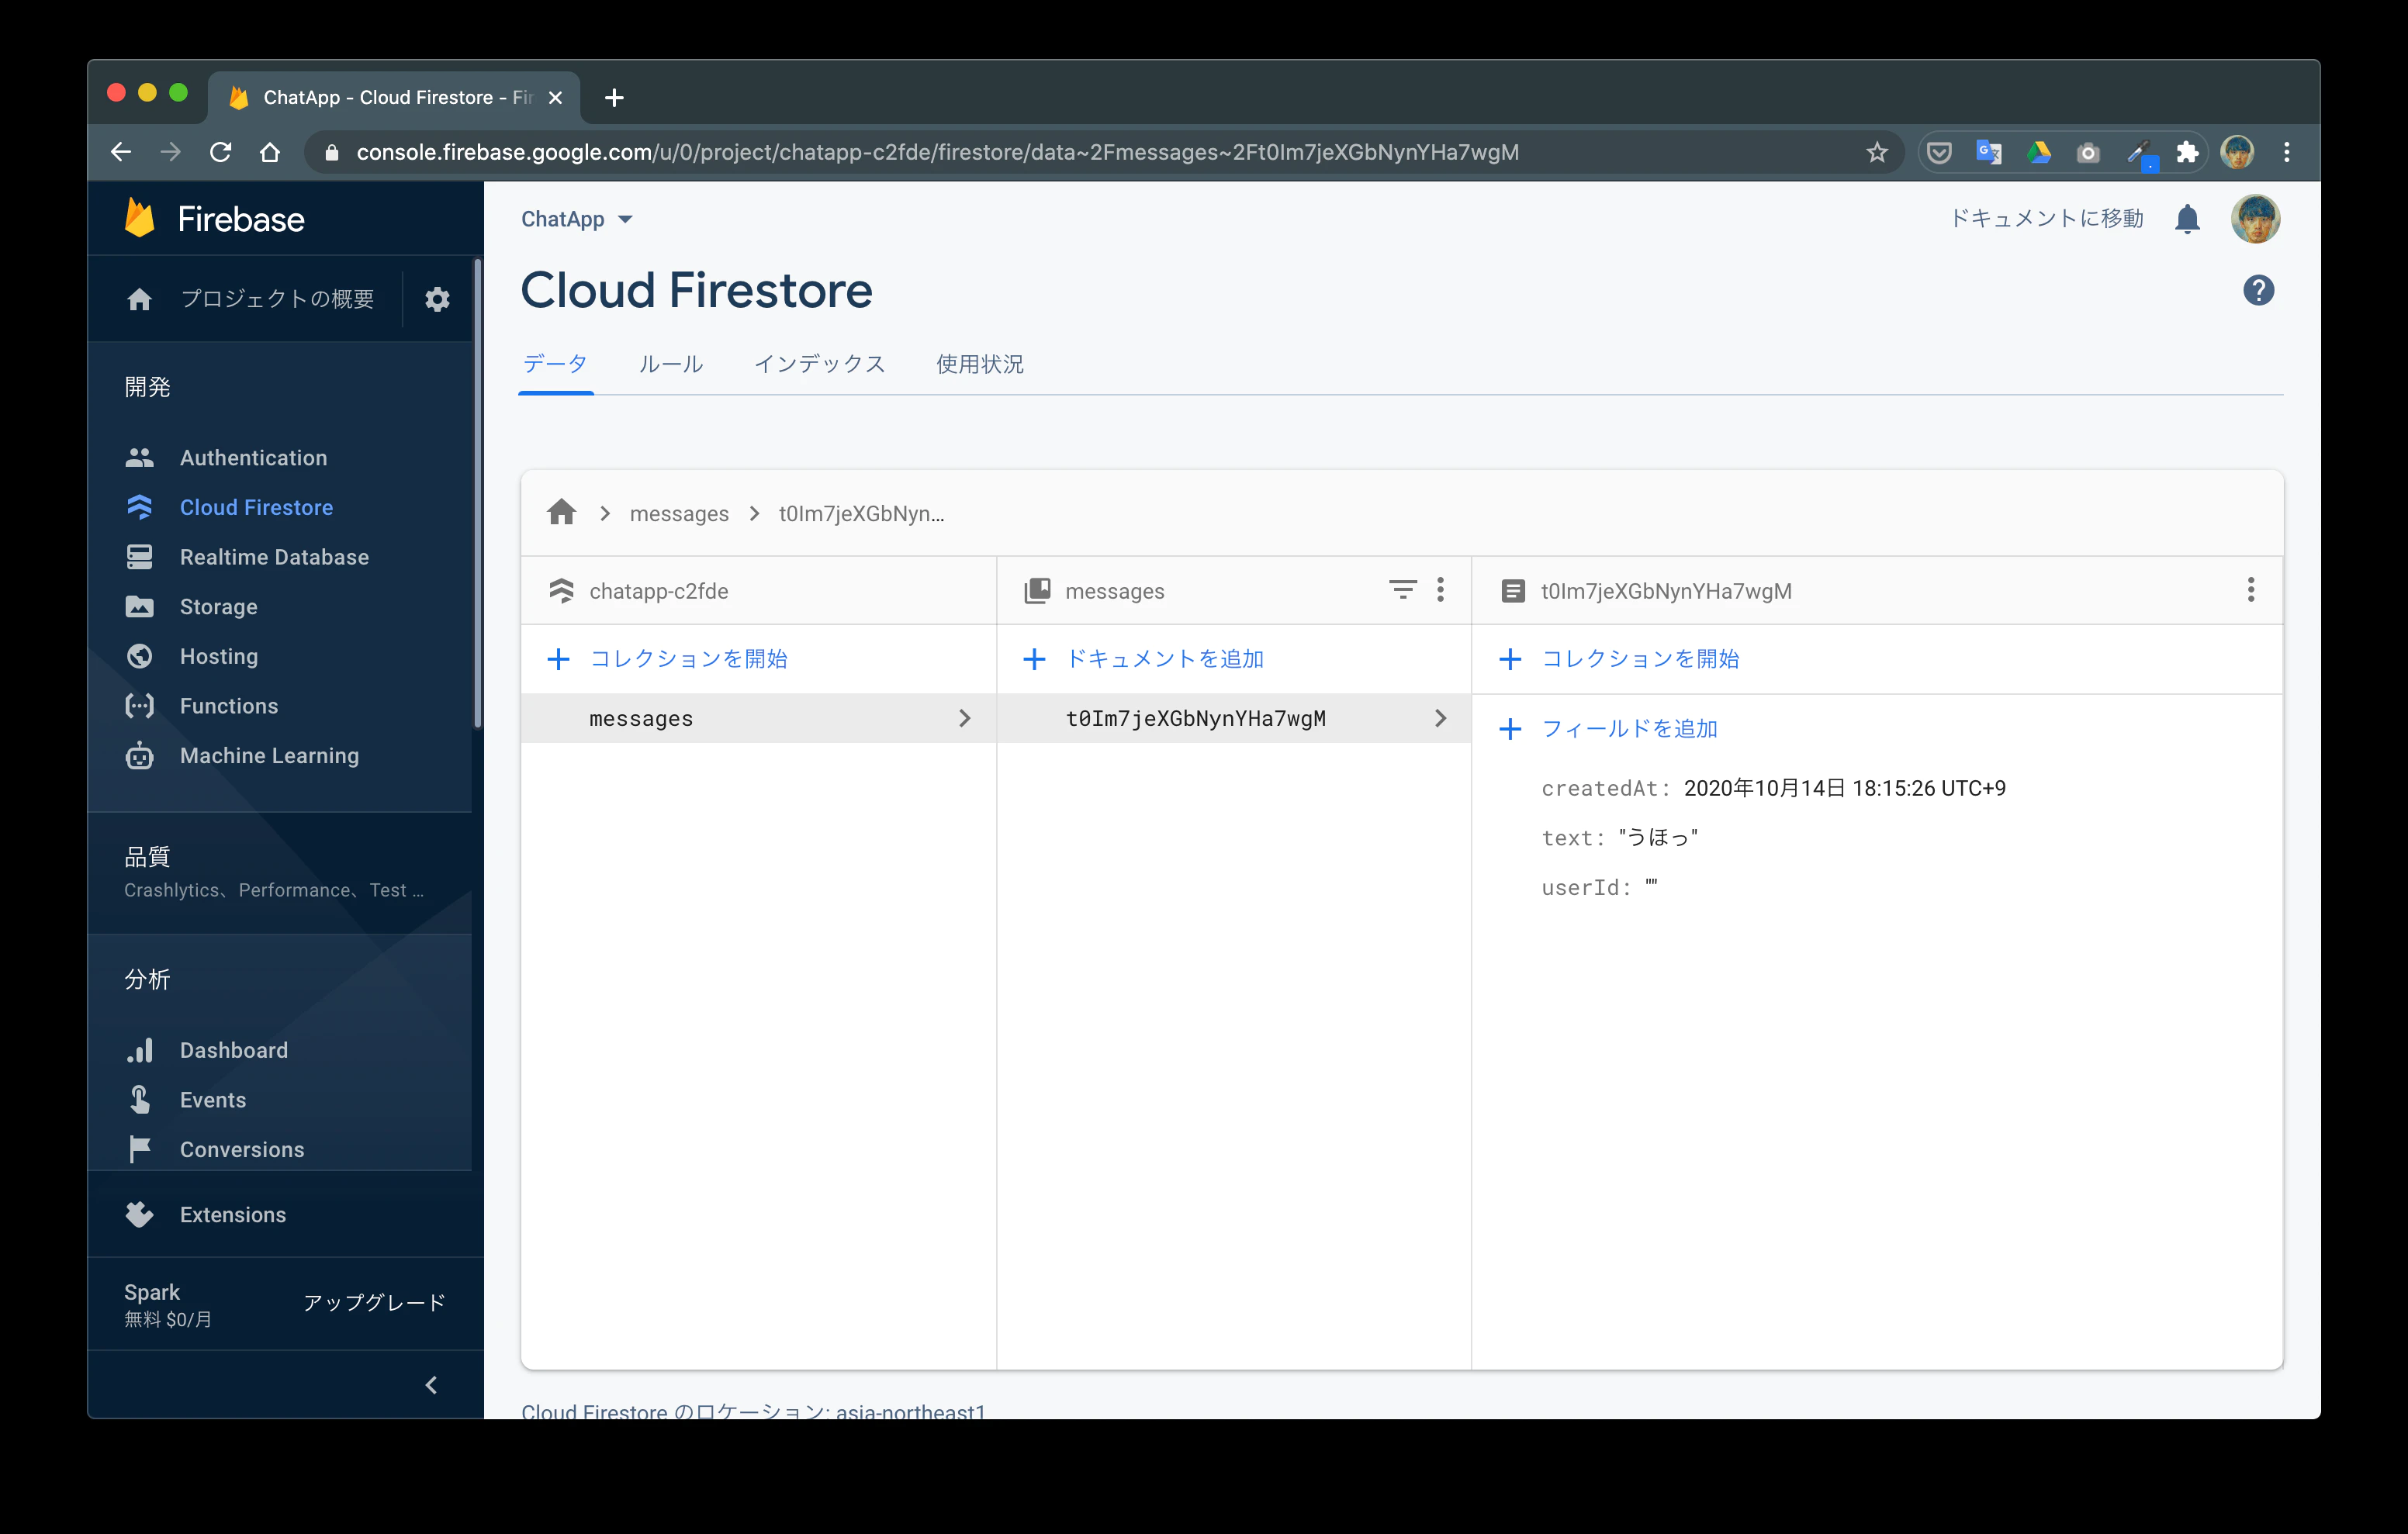 ChatApp - Cloud Firestore - Fir
console.firebase.google.com/u/0/project/chatapp-c2fde/firestore/data~2Fmessages~2Ft0Im7jeXGbNynYHa7wgM
Firebase
プロジェクトの概要
開発
Authentication
Cloud Firestore
Realtime Database
Storage
Hosting
Functions
Machine Learning
品質
Crashlytics、Performance、Test ...
分析
Dashboard
Events
Conversions
Extensions
Spark
無料 $0/月
アップグレード
ChatApp
ドキュメントに移動
Cloud Firestore
データ ルール インデックス 使用状況
messages t0Im7jeXGbNyn...
chatapp-c2fde
コレクションを開始
messages
messages
ドキュメントを追加
t0Im7jeXGbNynYHa7wgM
t0Im7jeXGbNynYHa7wgM
コレクションを開始
フィールドを追加
createdAt: 2020年10月14日 18:15:26 UTC+9
text: "うほっ"
userId: ""
Cloud Firestore のロケーション: asia-northeast1